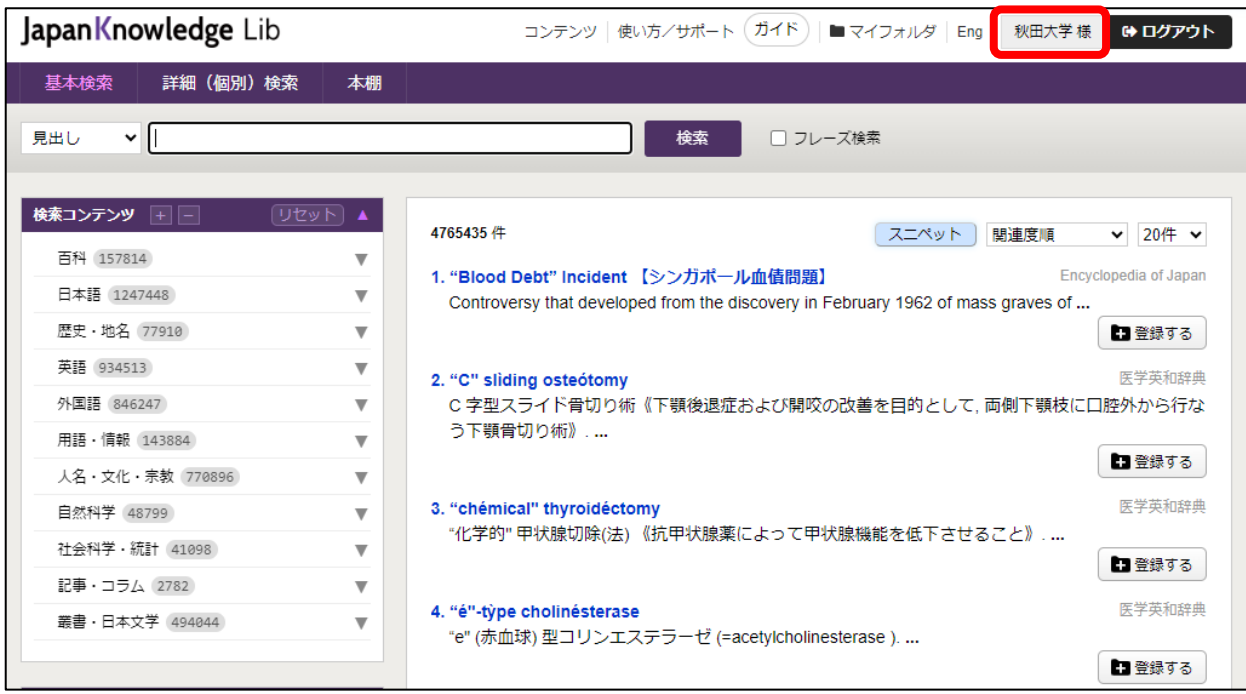 JapanKnowledge Lib
コンテンツ 使い方／サポート ガイド マイフォルダ Eng 秋田大学 様 ログアウト
基本検索 詳細（個別）検索 本棚
見出し 検索 フレーズ検索
検索コンテンツ + − リセット ▲
百科 157814 ▼
日本語 1247448 ▼
歴史・地名 77910 ▼
英語 934513 ▼
外国語 846247 ▼
用語・情報 143884 ▼
人名・文化・宗教 770896 ▼
自然科学 48799 ▼
社会科学・統計 41098 ▼
記事・コラム 2782 ▼
叢書・日本文学 494044 ▼
4765435 件 スニペット 関連度順 20件
1. “Blood Debt” Incident 【シンガポール血債問題】 Encyclopedia of Japan
Controversy that developed from the discovery in February 1962 of mass graves of ...
登録する
2. “C" slìding osteótomy 医学英和辞典
C 字型スライド骨切り術《下顎後退症および開咬の改善を目的として, 両側下顎枝に口腔外から行な
う下顎骨切り術》. ...
登録する
3. “chémical" thyroidéctomy 医学英和辞典
“化学的" 甲状腺切除(法) 《抗甲状腺薬によって甲状腺機能を低下させること》. ...
登録する
4. “é"-tỳpe cholinésterase 医学英和辞典
“e" (赤血球) 型コリンエステラーゼ (=acetylcholinesterase ). ...
登録する